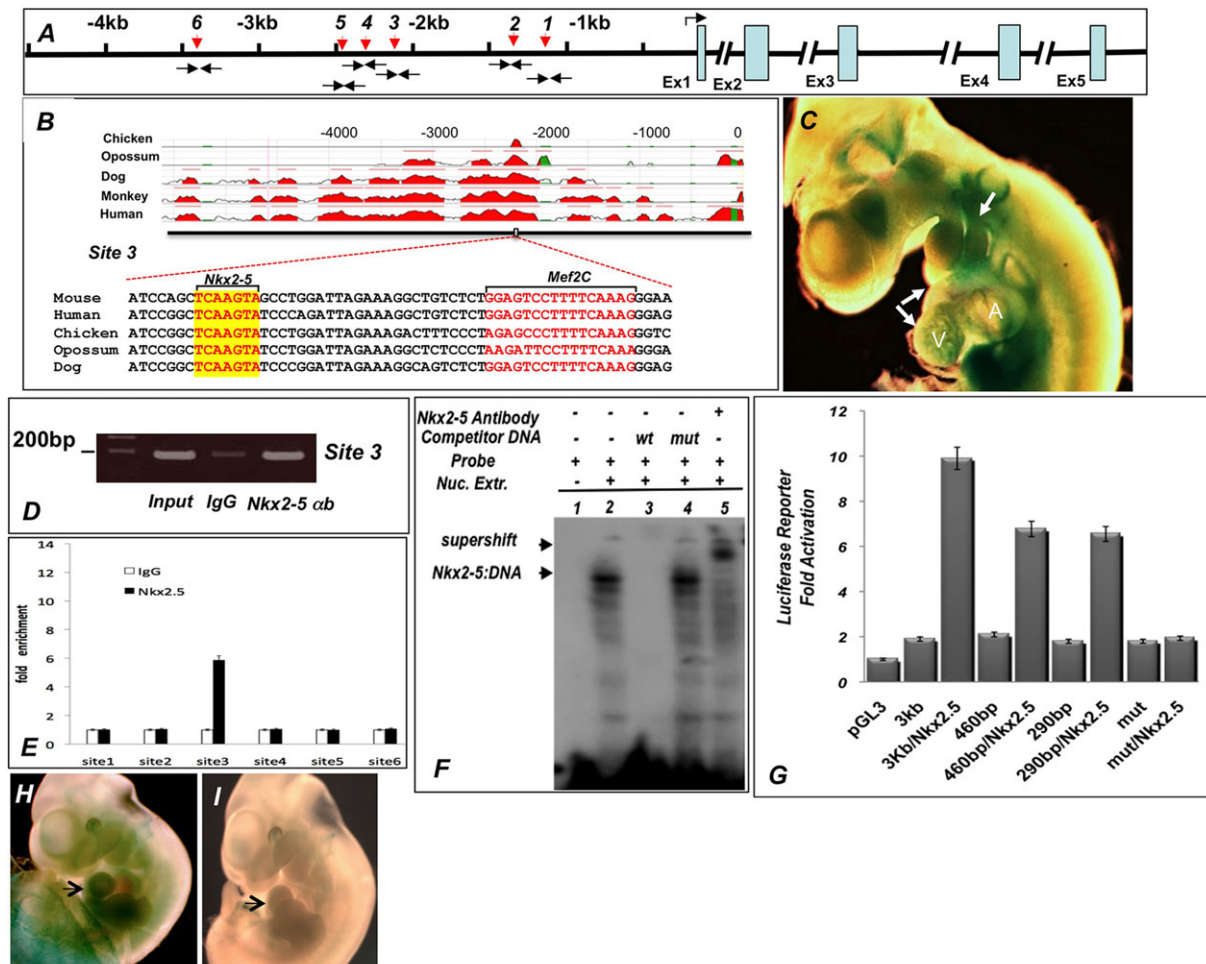 A
-4kb
6
-3kb
5
4
3
-2kb
2
1
-1kb
Ex1
Ex2
Ex3
Ex4
Ex5
B
-4000
-3000
-2000
-1000
0
Chicken
Opossum
Dog
Monkey
Human
Site 3
Nkx2-5
Mef2C
Mouse ATCCAGCTCAAGTAGCCTGGATTAGAAAGGCTGTCTCTGGAGTCCTTTTCAAAGGGAA
Human ATCCGGCTCAAGTATCCCAGATTAGAAAGGCTGTCTCTGGAGTCCTTTTCAAAGGGAG
Chicken ATCCGGCTCAAGTATCCTGGATTAGAAAGACTTTCCCTAGAGCCCTTTTCAAAGGGTC
Opossum ATCCGGCTCAAGTATCCTGGATTAGAAAGGCTCTCCCTAAGATTCCTTTTCAAAGGGA
Dog ATCCGGCTCAAGTATCCCGGATTAGAAAGGCAGTCTCTGGAGTCCTTTTCAAAGGGAG
C
V
A
200bp
Site 3
Input
IgG
Nkx2-5 αb
D
14
12
10
8
6
4
2
0
fold enrichment
IgG
Nkx2.5
site1
site2
site3
site4
site5
site6
E
Nkx2-5 Antibody - - - - +
Competitor DNA - - wt mut -
Probe + + + + +
Nuc. Extr. - + + + +
1 2 3 4 5
supershift
Nkx2-5:DNA
F
12
10
8
6
4
2
0
Luciferase Reporter
Fold Activation
pGL3
3kb
3Kb/Nkx2.5
460bp
460bp/Nkx2.5
290bp
290bp/Nkx2.5
mut
mut/Nkx2.5
G
H
I